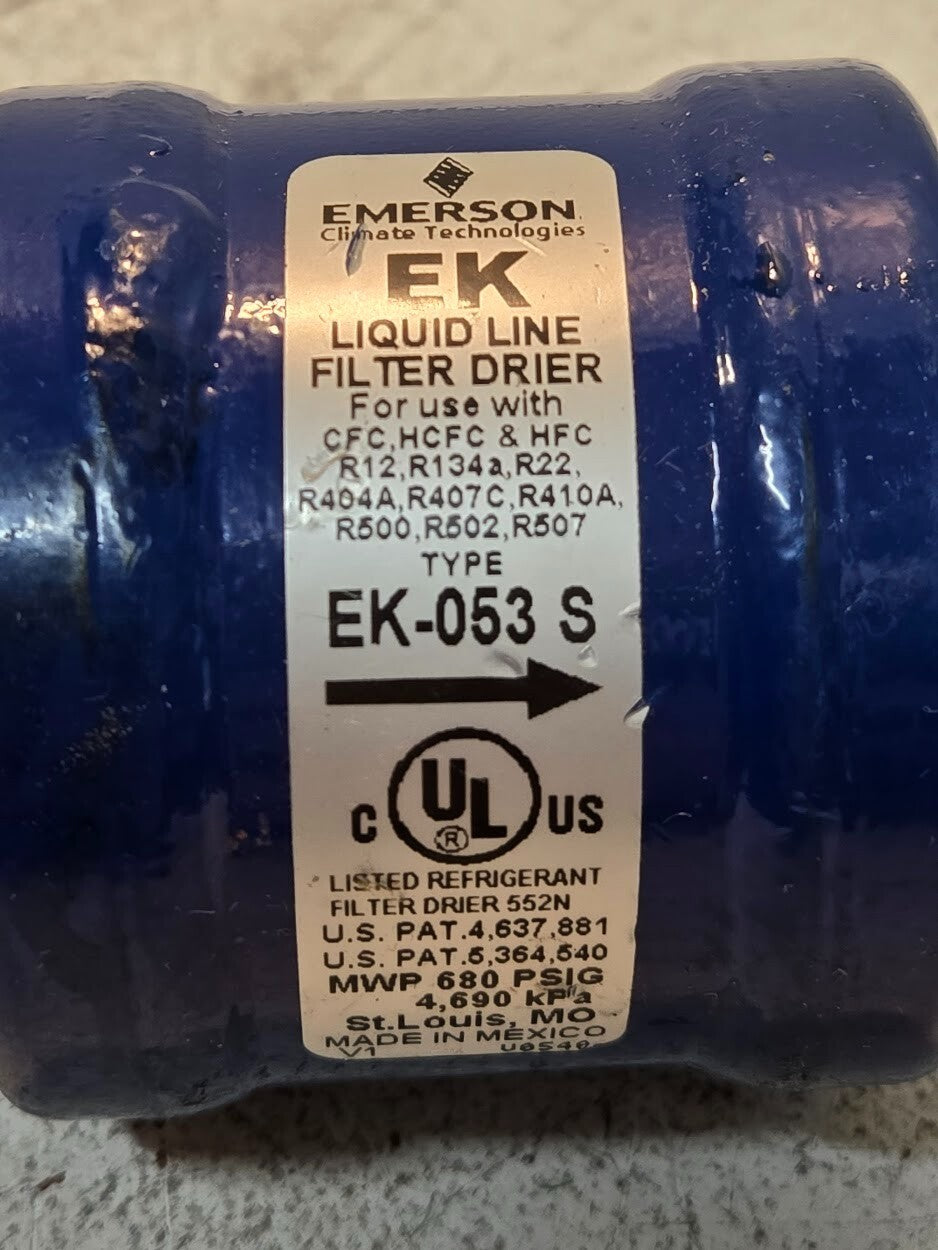 EMERSON.
Climate Technologies
EK
LIQUID LINE
FILTER DRIER
For use with
CFC,HCFC & HFC
R12,R134a,R22,
R404A,R407C,R410A,
R500,R502,R507
TYPE
EK-053 S
C UL® US
LISTED REFRIGERANT
FILTER DRIER 552N
U.S. PAT.4,637,881
U.S. PAT.5,364,540
MWP 680 PSIG
4,690 kPa
St.Louis, MO
MADE IN MEXICO
V1 U0540